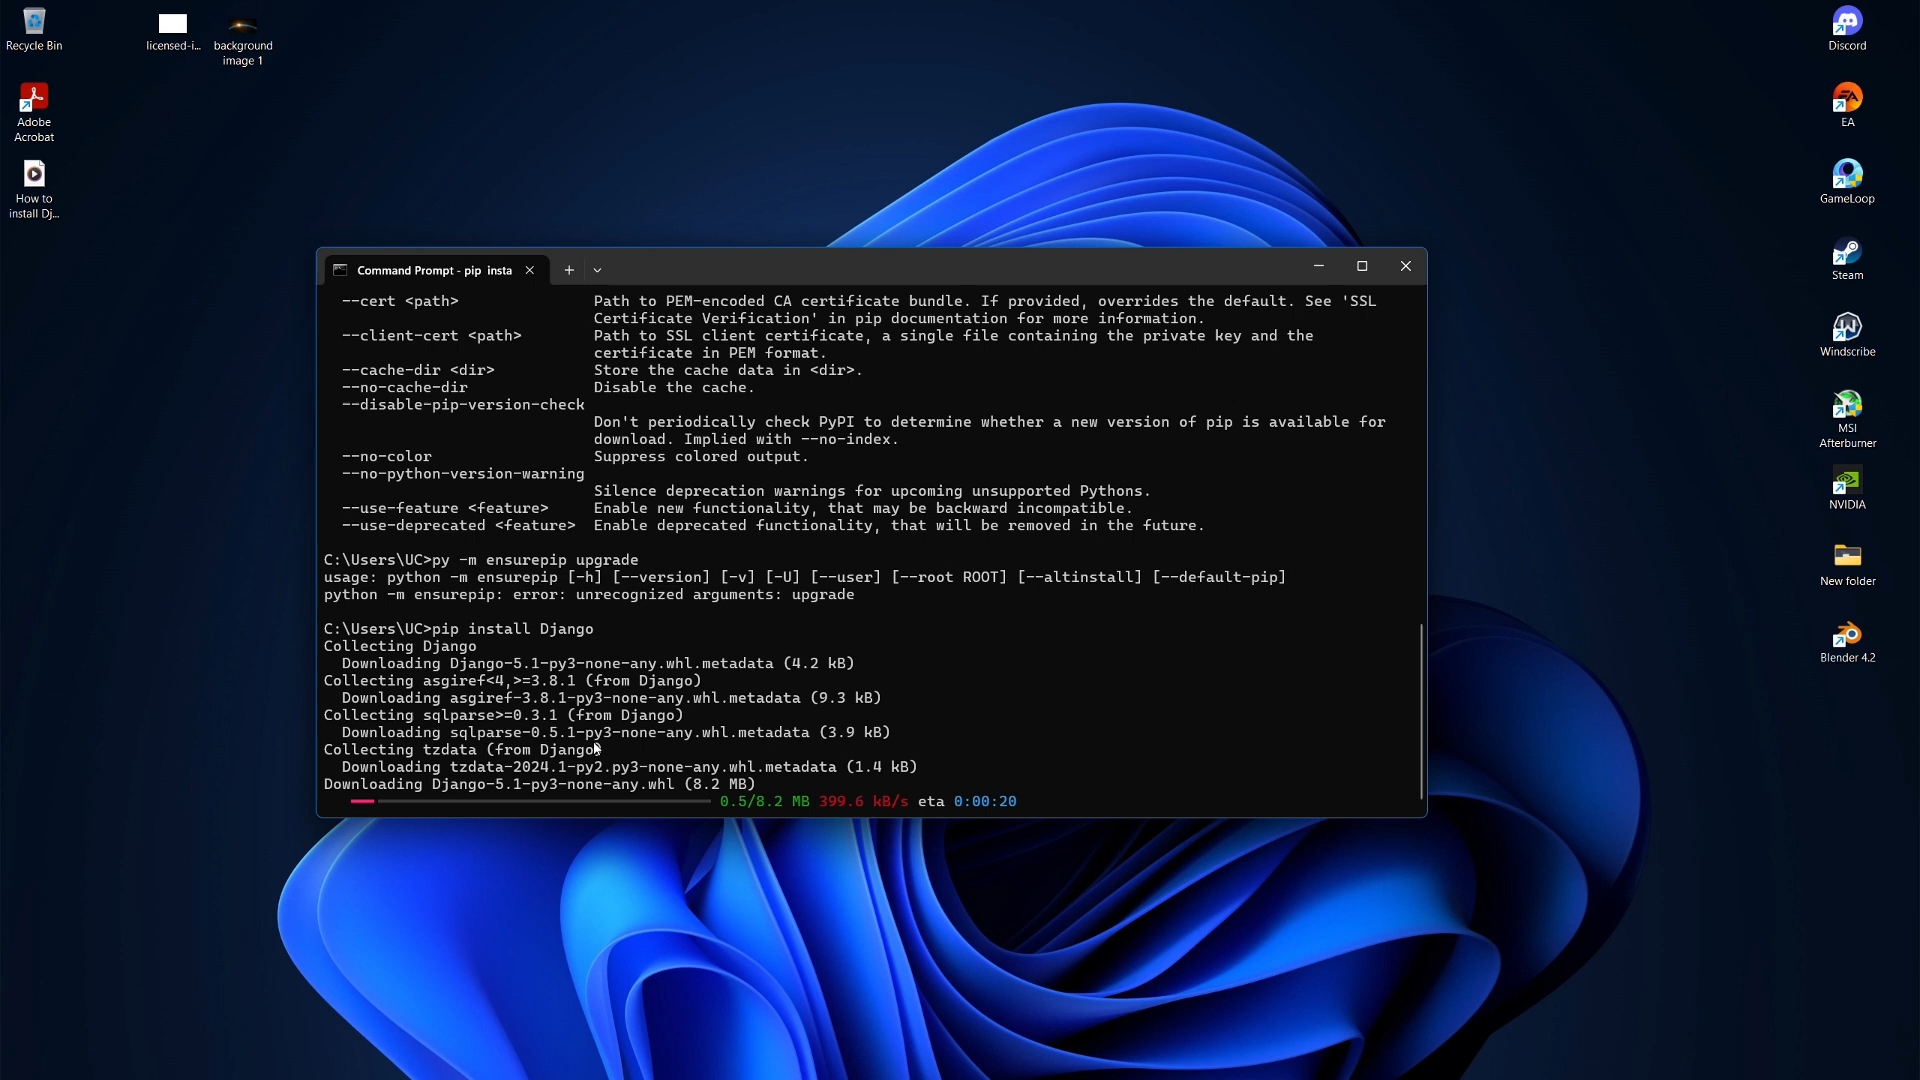 Recycle Bin
licensed-i...
background
image 1
Adobe
Acrobat
How to
install Dj...
Discord
EA
GameLoop
Steam
Windscribe
MSI
Afterburner
NVIDIA
New folder
Blender 4.2
Command Prompt - pip  insta
--cert <path>               Path to PEM-encoded CA certificate bundle. If provided, overrides the default. See 'SSL
Certificate Verification' in pip documentation for more information.
--client-cert <path>        Path to SSL client certificate, a single file containing the private key and the
certificate in PEM format.
--cache-dir <dir>           Store the cache data in <dir>.
--no-cache-dir              Disable the cache.
--disable-pip-version-check
Don't periodically check PyPI to determine whether a new version of pip is available for
download. Implied with --no-index.
--no-color                  Suppress colored output.
--no-python-version-warning
Silence deprecation warnings for upcoming unsupported Pythons.
--use-feature <feature>     Enable new functionality, that may be backward incompatible.
--use-deprecated <feature>  Enable deprecated functionality, that will be removed in the future.
C:\Users\UC>py -m ensurepip upgrade
usage: python -m ensurepip [-h] [--version] [-v] [-U] [--user] [--root ROOT] [--altinstall] [--default-pip]
python -m ensurepip: error: unrecognized arguments: upgrade
C:\Users\UC>pip install Django
Collecting Django
Downloading Django-5.1-py3-none-any.whl.metadata (4.2 kB)
Collecting asgiref<4,>=3.8.1 (from Django)
Downloading asgiref-3.8.1-py3-none-any.whl.metadata (9.3 kB)
Collecting sqlparse>=0.3.1 (from Django)
Downloading sqlparse-0.5.1-py3-none-any.whl.metadata (3.9 kB)
Collecting tzdata (from Django)
Downloading tzdata-2024.1-py2.py3-none-any.whl.metadata (1.4 kB)
Downloading Django-5.1-py3-none-any.whl (8.2 MB)
0.5/8.2 MB 399.6 kB/s eta 0:00:20